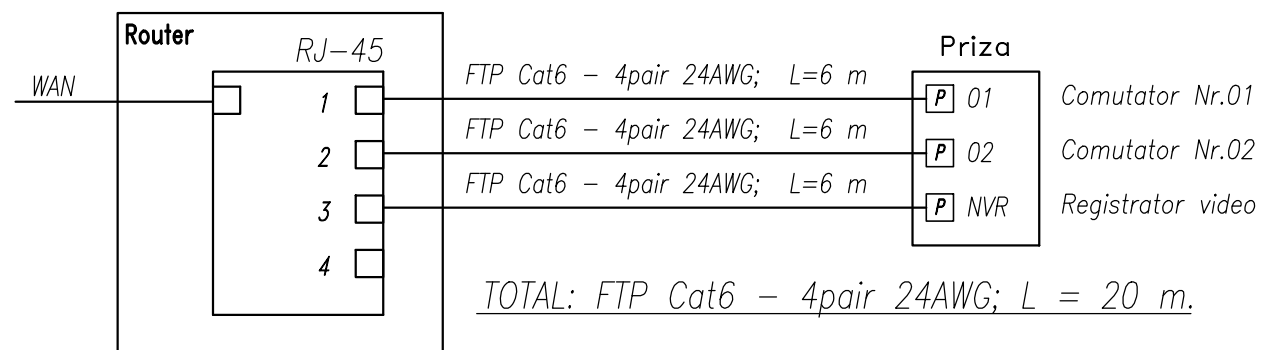 Router
RJ-45
Priza
WAN
FTP Cat6 - 4pair 24AWG; L=6 m
1
P 01 Comutator Nr.01
FTP Cat6 - 4pair 24AWG; L=6 m
2
P 02 Comutator Nr.02
FTP Cat6 - 4pair 24AWG; L=6 m
3
P NVR Registrator video
4
TOTAL: FTP Cat6 - 4pair 24AWG; L = 20 m.